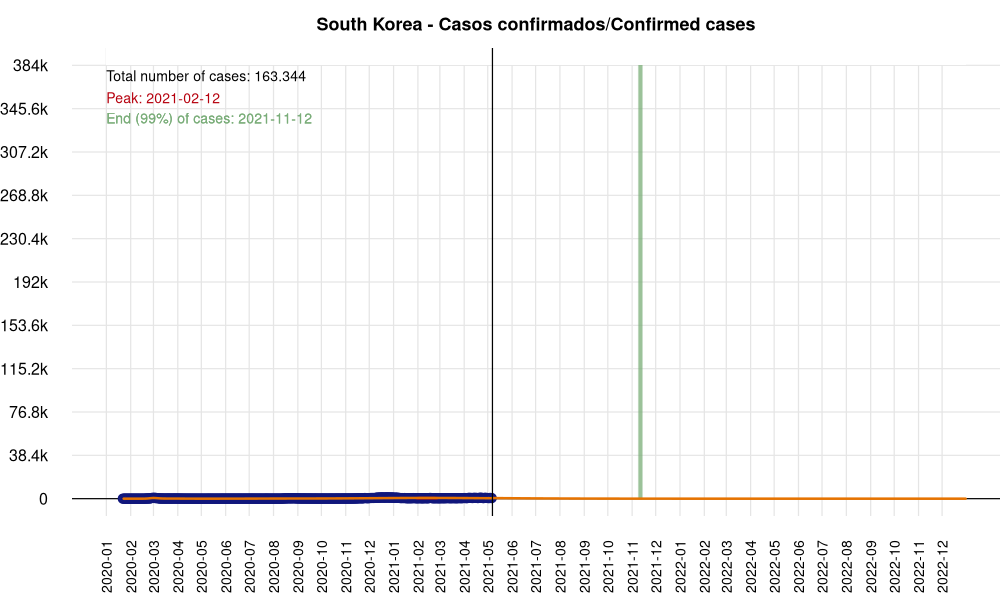 South Korea - Casos confirmados/Confirmed cases
Total number of cases: 163.344
Peak: 2021-02-12
End (99%) of cases: 2021-11-12
384k
345.6k
307.2k
268.8k
230.4k
192k
153.6k
115.2k
76.8k
38.4k
0
2020-01
2020-02
2020-03
2020-04
2020-05
2020-06
2020-07
2020-08
2020-09
2020-10
2020-11
2020-12
2021-01
2021-02
2021-03
2021-04
2021-05
2021-06
2021-07
2021-08
2021-09
2021-10
2021-11
2021-12
2022-01
2022-02
2022-03
2022-04
2022-05
2022-06
2022-07
2022-08
2022-09
2022-10
2022-11
2022-12